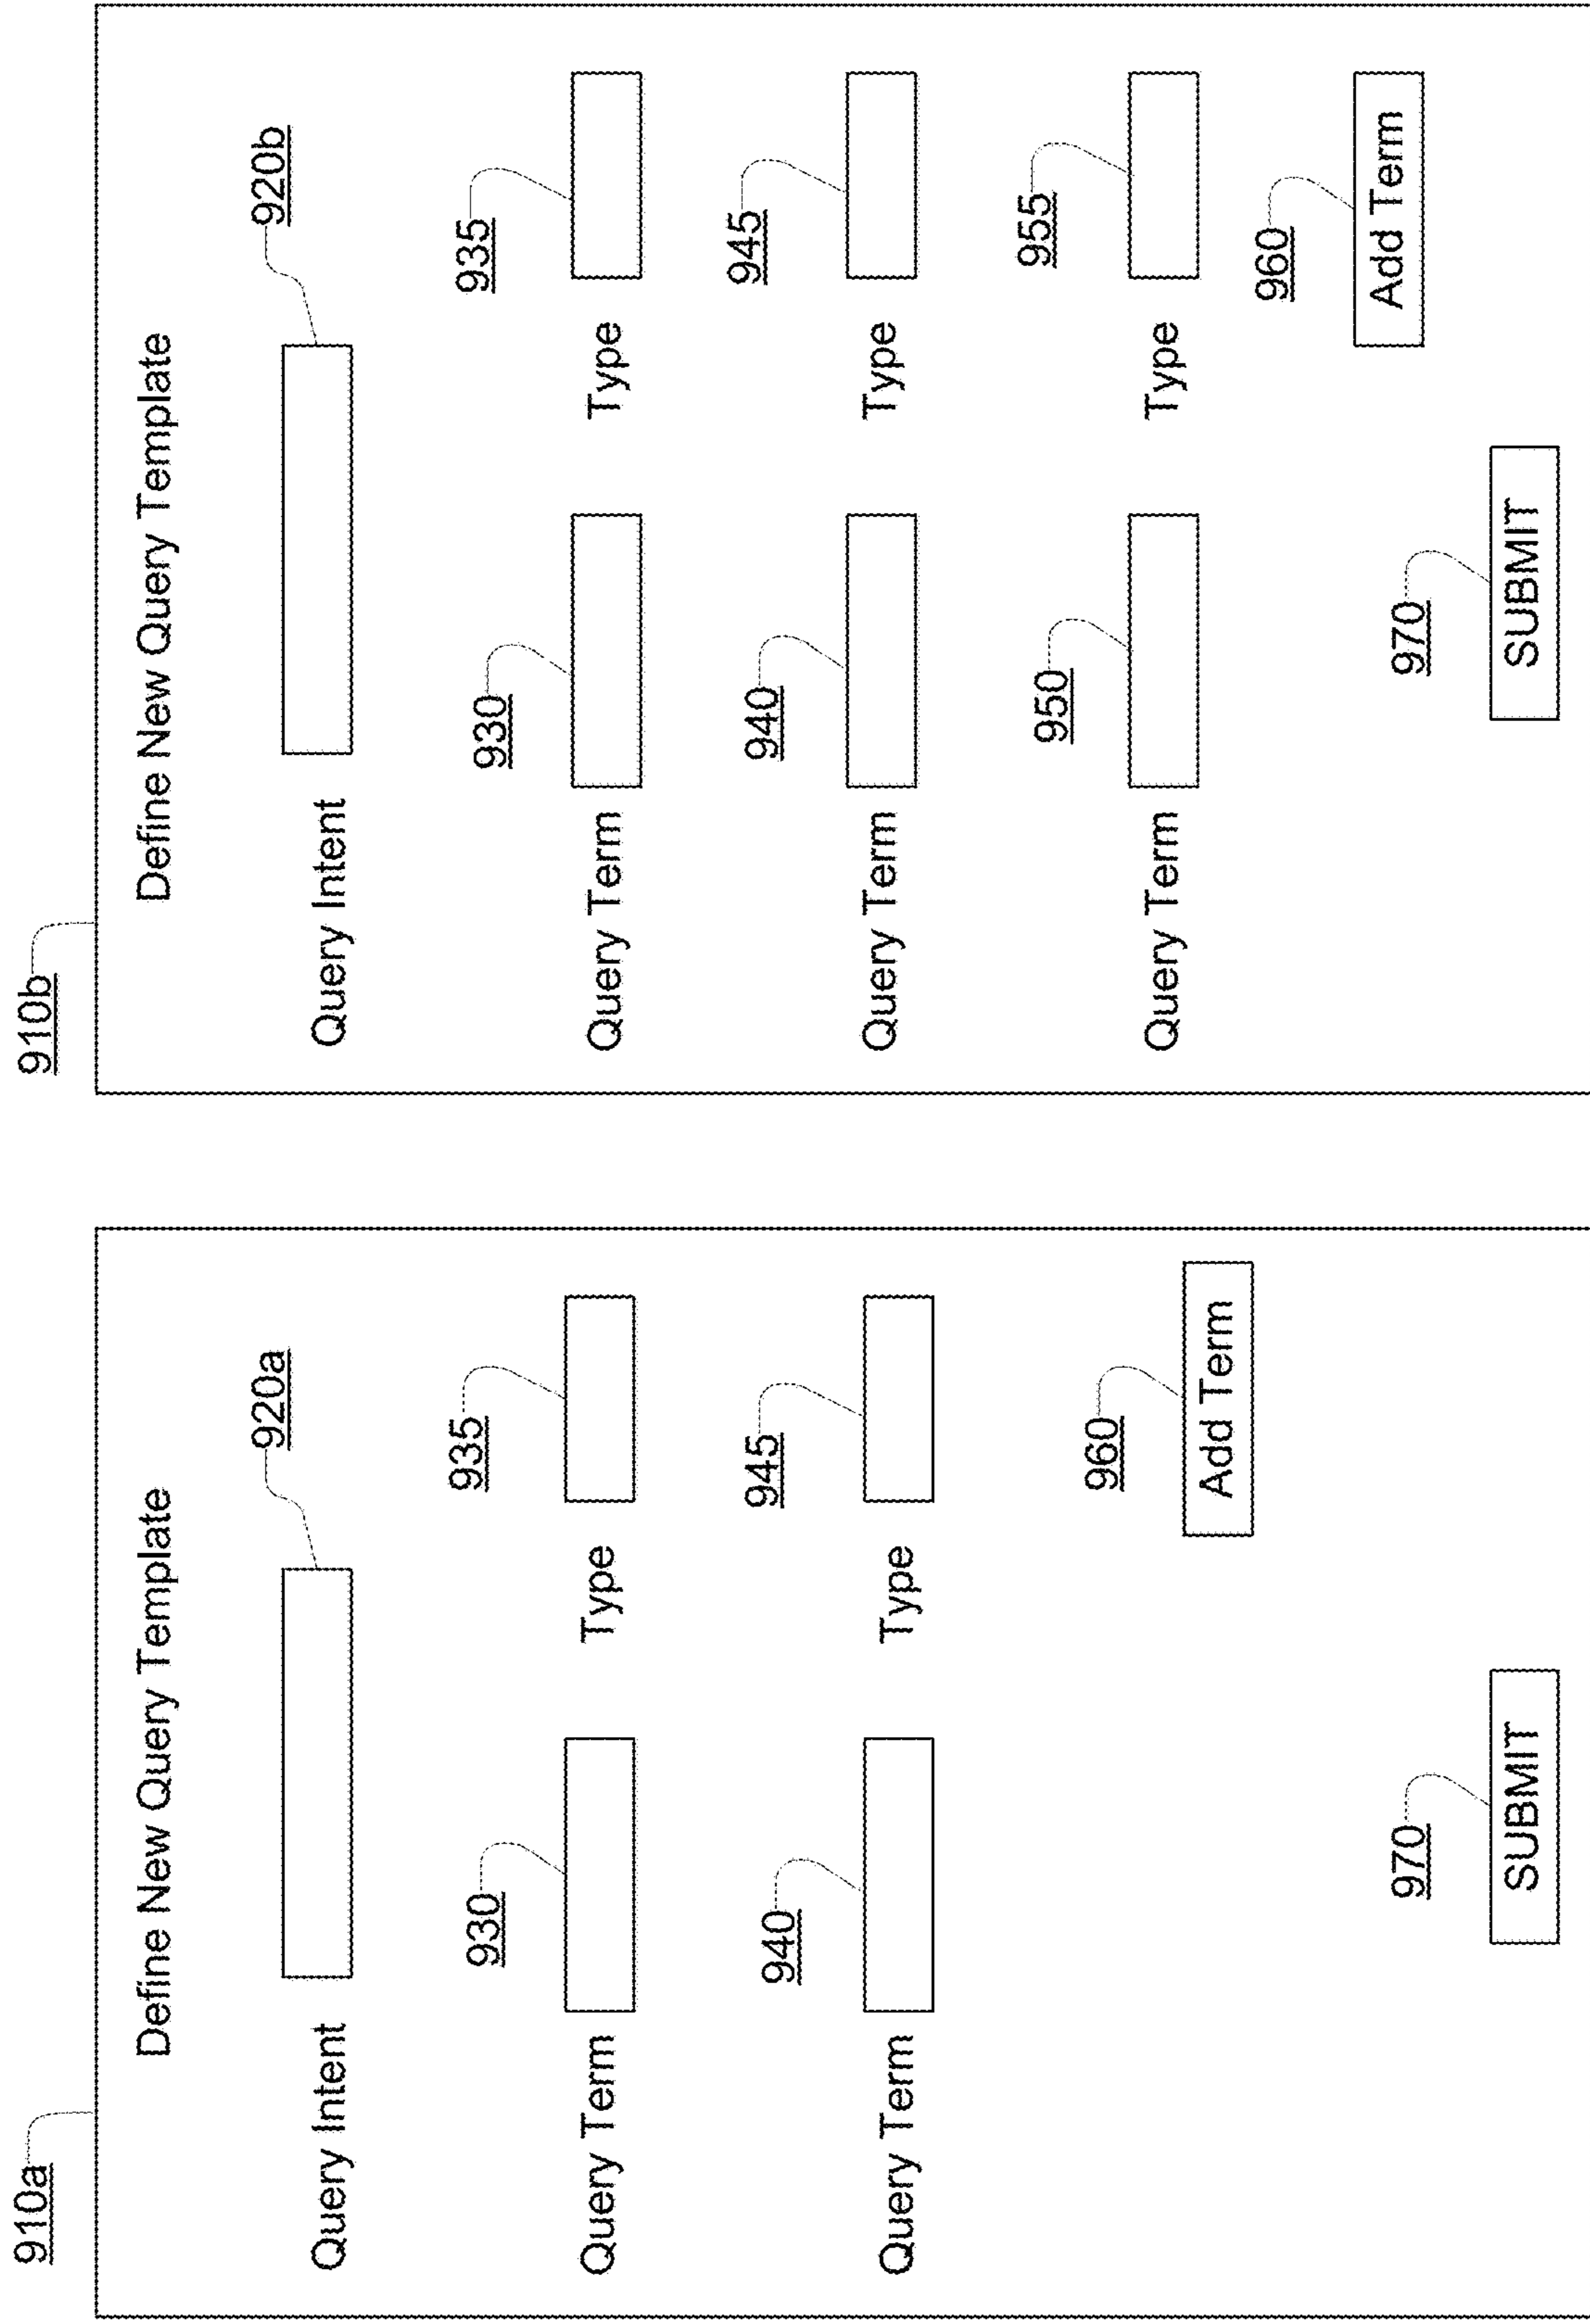 910a
Define New Query Template
920a
Query Intent
930
935
Query Term
Type
940
945
Query Term
Type
960
Add Term
970
SUBMIT
910b
Define New Query Template
920b
Query Intent
930
935
Query Term
Type
940
945
Query Term
Type
950
955
Query Term
Type
960
Add Term
970
SUBMIT